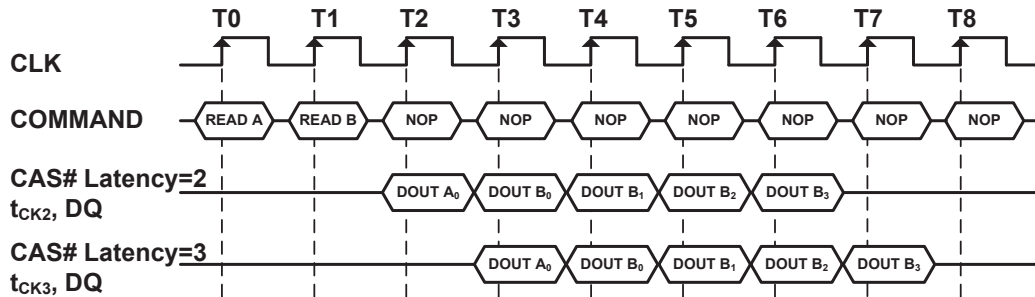 T0 T1 T2 T3 T4 T5 T6 T7 T8
CLK
COMMAND READ A READ B NOP NOP NOP NOP NOP NOP NOP
CAS# Latency=2
tCK2, DQ DOUT A0 DOUT B0 DOUT B1 DOUT B2 DOUT B3
CAS# Latency=3
tCK3, DQ DOUT A0 DOUT B0 DOUT B1 DOUT B2 DOUT B3